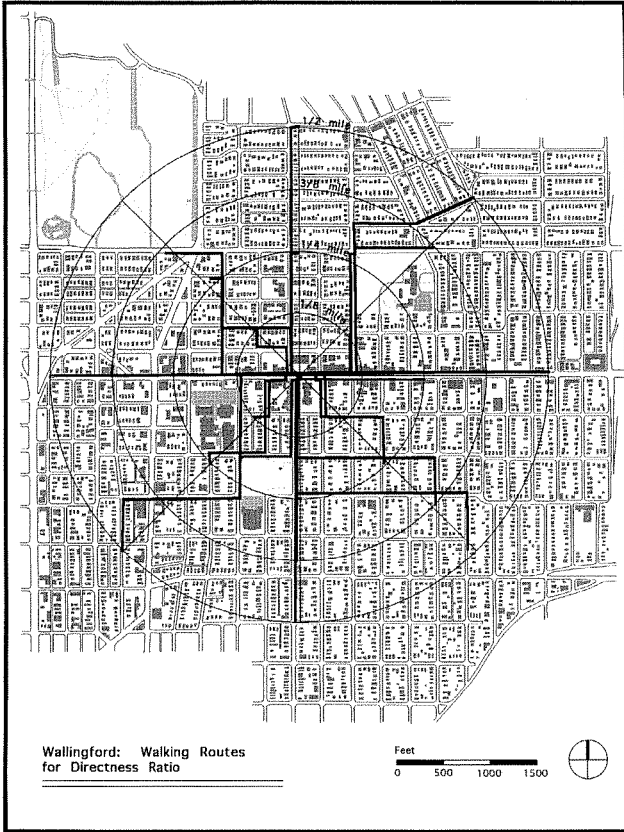 1/2 mile
3/8 mile
1/4 mile
1/8 mile
Wallingford: Walking Routes
for Directness Ratio
Feet
0 500 1000 1500